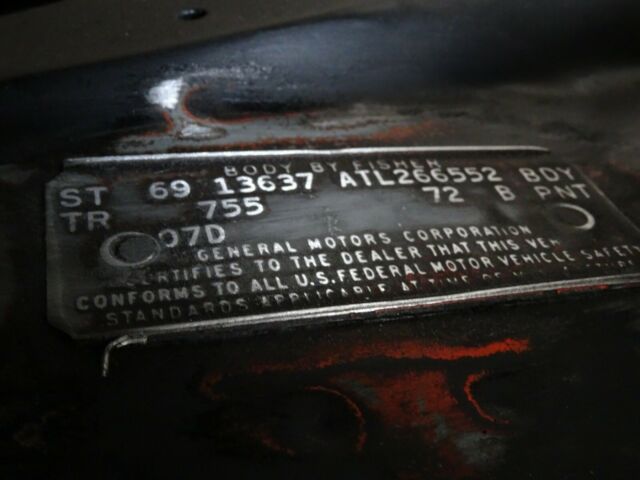 BODY BY FISHER
ST 69 13637 ATL266552 BDY
TR 755 72 B PNT
07D
GENERAL MOTORS CORPORATION
CERTIFIES TO THE DEALER THAT THIS VEH
CONFORMS TO ALL U.S. FEDERAL MOTOR VEHICLE SAFETY
STANDARDS APPLICABLE AT TIME OF